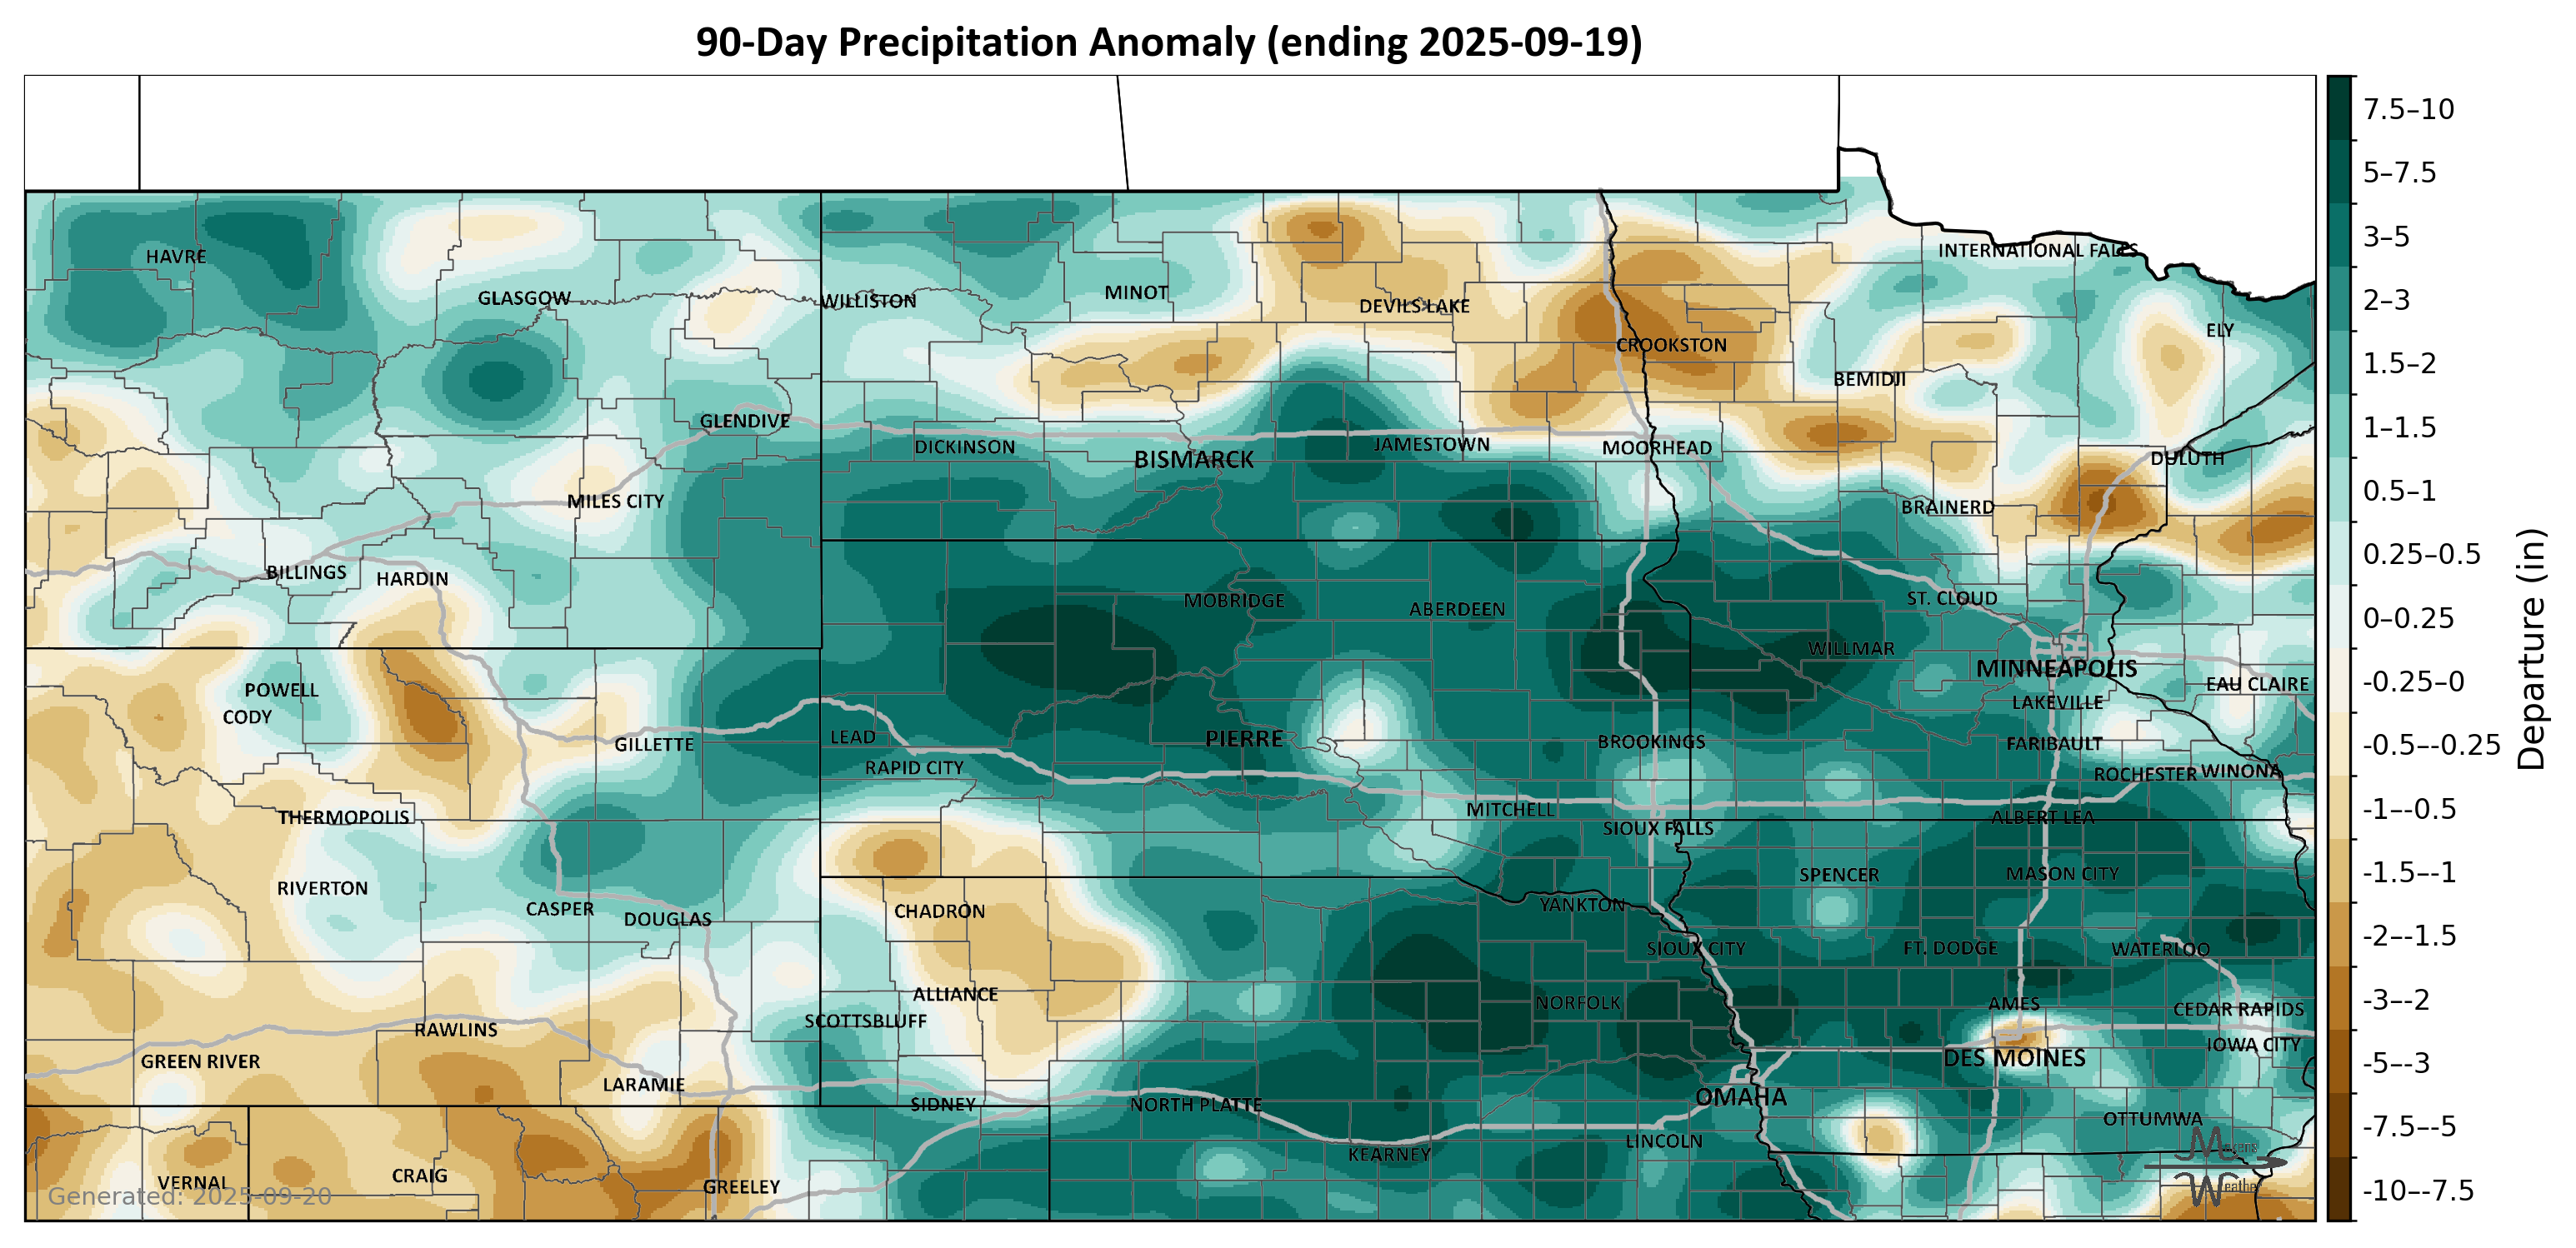 90-Day Precipitation Anomaly (ending 2025-09-19)
INTERNATIONAL FALLS
HAVRE
GLASGOW
WILLISTON
MINOT
DEVILS LAKE
ELY
CROOKSTON
BEMIDJI
GLENDIVE
DICKINSON
BISMARCK
JAMESTOWN
MOORHEAD
DULUTH
MILES CITY
BRAINERD
BILLINGS
HARDIN
MOBRIDGE
ABERDEEN
ST. CLOUD
WILLMAR
MINNEAPOLIS
POWELL
EAU CLAIRE
CODY
LAKEVILLE
GILLETTE
LEAD
PIERRE
BROOKINGS
FARIBAULT
RAPID CITY
ROCHESTER
WINONA
THERMOPOLIS
MITCHELL
ALBERT LEA
SIOUX FALLS
RIVERTON
SPENCER
MASON CITY
CASPER
DOUGLAS
CHADRON
YANKTON
SIOUX CITY
FT. DODGE
WATERLOO
ALLIANCE
NORFOLK
AMES
CEDAR RAPIDS
SCOTTSBLUFF
RAWLINS
IOWA CITY
GREEN RIVER
DES MOINES
LARAMIE
SIDNEY
NORTH PLATTE
OMAHA
OTTUMWA
LINCOLN
KEARNEY
VERNAL
CRAIG
GREELEY
Generated: 2025-09-20
Meyens
Weather
7.5–10
5–7.5
3–5
2–3
1.5–2
1–1.5
0.5–1
0.25–0.5
0–0.25
-0.25–0
-0.5–-0.25
-1–-0.5
-1.5–-1
-2–-1.5
-3–-2
-5–-3
-7.5–-5
-10–-7.5
Departure (in)